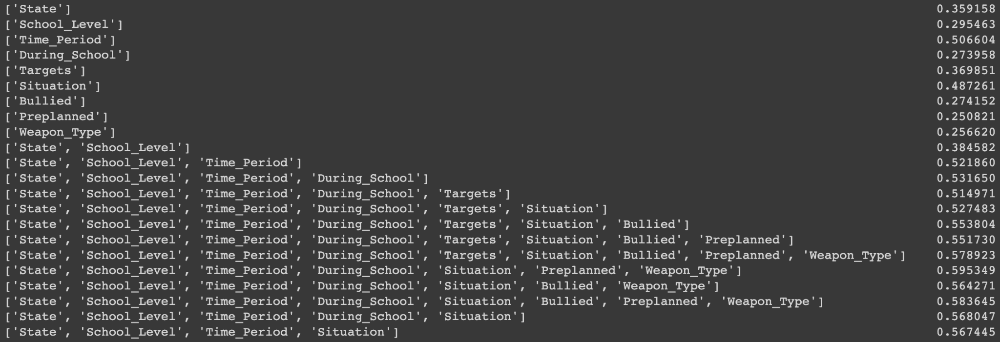 ['State'] 0.359158
['School_Level'] 0.295463
['Time_Period'] 0.506604
['During_School'] 0.273958
['Targets'] 0.369851
['Situation'] 0.487261
['Bullied'] 0.274152
['Preplanned'] 0.250821
['Weapon_Type'] 0.256620
['State', 'School_Level'] 0.384582
['State', 'School_Level', 'Time_Period'] 0.521860
['State', 'School_Level', 'Time_Period', 'During_School'] 0.531650
['State', 'School_Level', 'Time_Period', 'During_School', 'Targets'] 0.514971
['State', 'School_Level', 'Time_Period', 'During_School', 'Targets', 'Situation'] 0.527483
['State', 'School_Level', 'Time_Period', 'During_School', 'Targets', 'Situation', 'Bullied'] 0.553804
['State', 'School_Level', 'Time_Period', 'During_School', 'Targets', 'Situation', 'Bullied', 'Preplanned'] 0.551730
['State', 'School_Level', 'Time_Period', 'During_School', 'Targets', 'Situation', 'Bullied', 'Preplanned', 'Weapon_Type'] 0.578923
['State', 'School_Level', 'Time_Period', 'During_School', 'Situation', 'Preplanned', 'Weapon_Type'] 0.595349
['State', 'School_Level', 'Time_Period', 'During_School', 'Situation', 'Bullied', 'Weapon_Type'] 0.564271
['State', 'School_Level', 'Time_Period', 'During_School', 'Situation', 'Bullied', 'Preplanned', 'Weapon_Type'] 0.583645
['State', 'School_Level', 'Time_Period', 'During_School', 'Situation'] 0.568047
['State', 'School_Level', 'Time_Period', 'Situation'] 0.567445